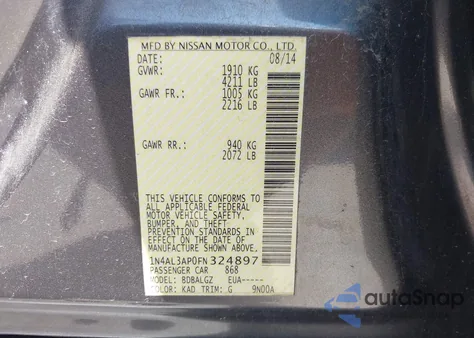 MFD BY NISSAN MOTOR CO., LTD.
DATE: 08/14
GVWR: 1910 KG
4211 LB
GAWR FR.: 1005 KG
2216 LB
GAWR RR.: 940 KG
2072 LB
THIS VEHICLE CONFORMS TO
ALL APPLICABLE FEDERAL
MOTOR VEHICLE SAFETY,
BUMPER, AND THEFT
PREVENTION STANDARDS IN
EFFECT ON THE DATE OF
MANUFACTURE SHOWN ABOVE.
1N4AL3AP0FN324897
PASSENGER CAR 868
MODEL: BDBALGZ EUA-----
COLOR: KAD TRIM: G 9N00A
autoSnap